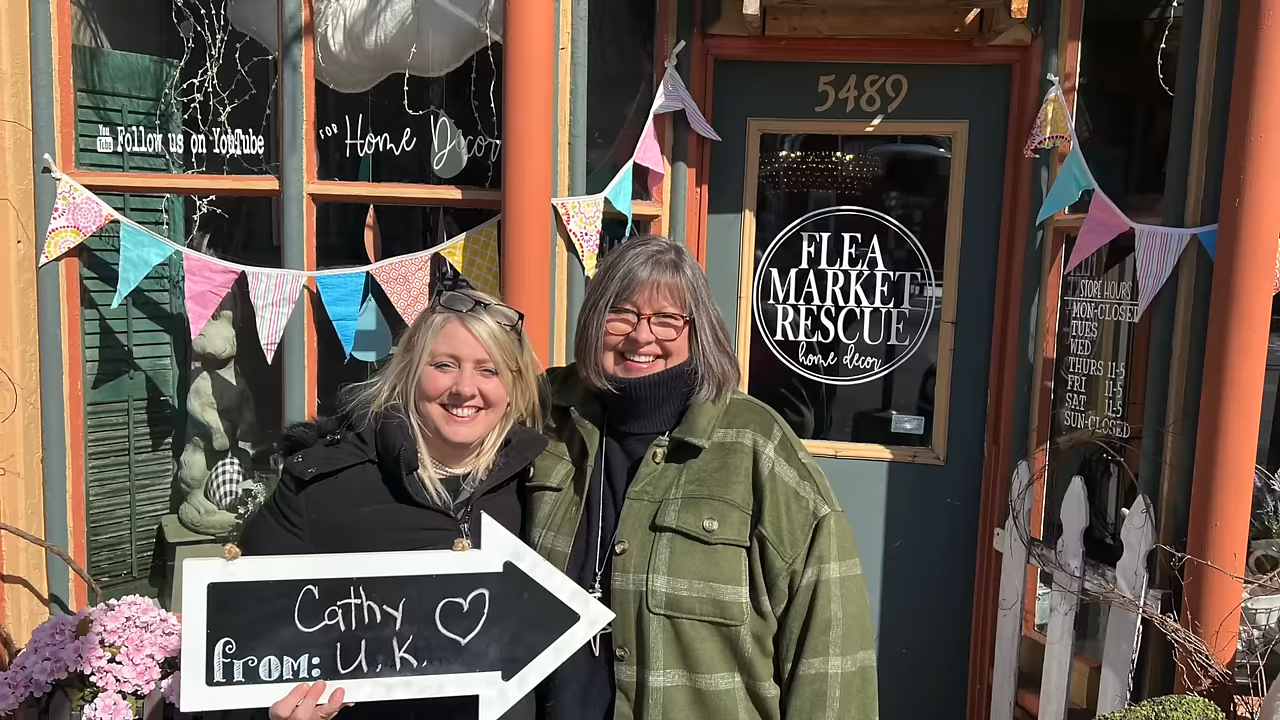 5489
You
Tube
Follow us on YouTube
FOR Home Decor
FLEA
MARKET
RESCUE
home decor
STORE HOURS
MON-CLOSED
TUES
WED
THURS 11-5
FRI 11-5
SAT 11-5
SUN-CLOSED
Cathy
from: U.K.